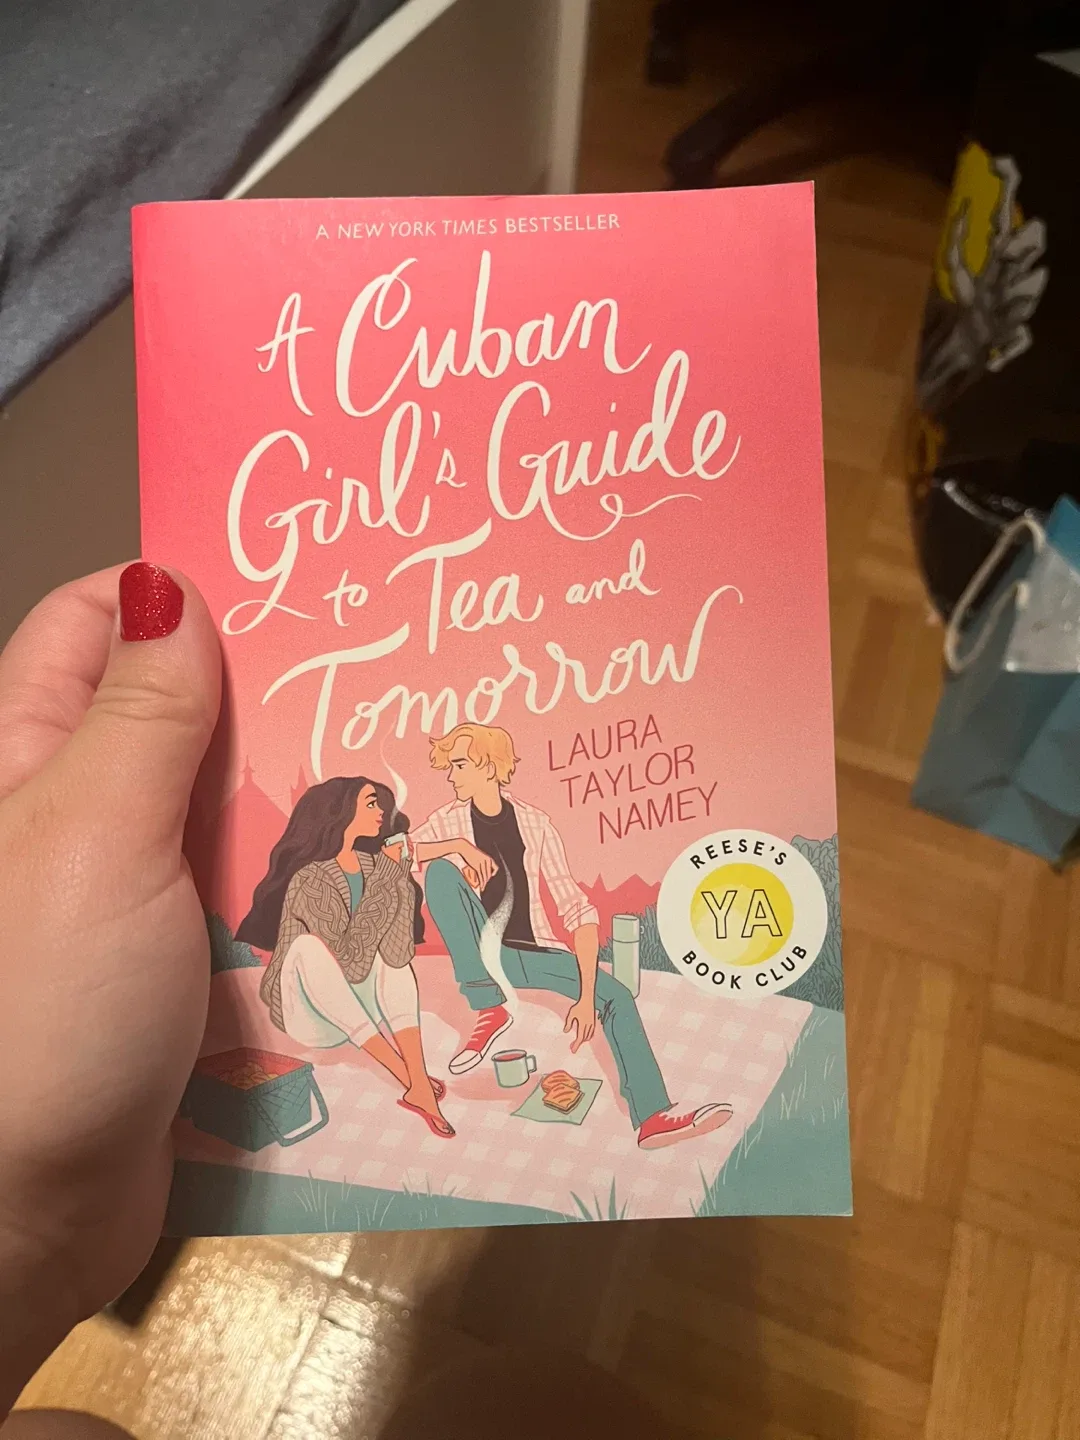 A NEW YORK TIMES BESTSELLER
A Cuban
Girl's Guide
to Tea and
Tomorrow
LAURA
TAYLOR
NAMEY
REESE'S
YA
BOOK CLUB